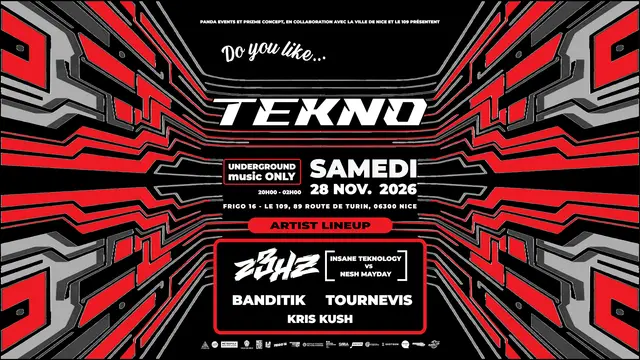 PANDA EVENTS ET PRIZME CONCEPT, EN COLLABORATION AVEC LA VILLE DE NICE ET LE 109 PRÉSENTENT
Do you like...
TEKNO
UNDERGROUND
music ONLY
20H00 - 02H00
SAMEDI
28 NOV. 2026
FRIGO 16 - LE 109, 89 ROUTE DE TURIN, 06300 NICE
ARTIST LINEUP
Z3HZ
INSANE TEKNOLOGY
VS
NESH MAYDAY
BANDITIK TOURNEVIS
KRIS KUSH